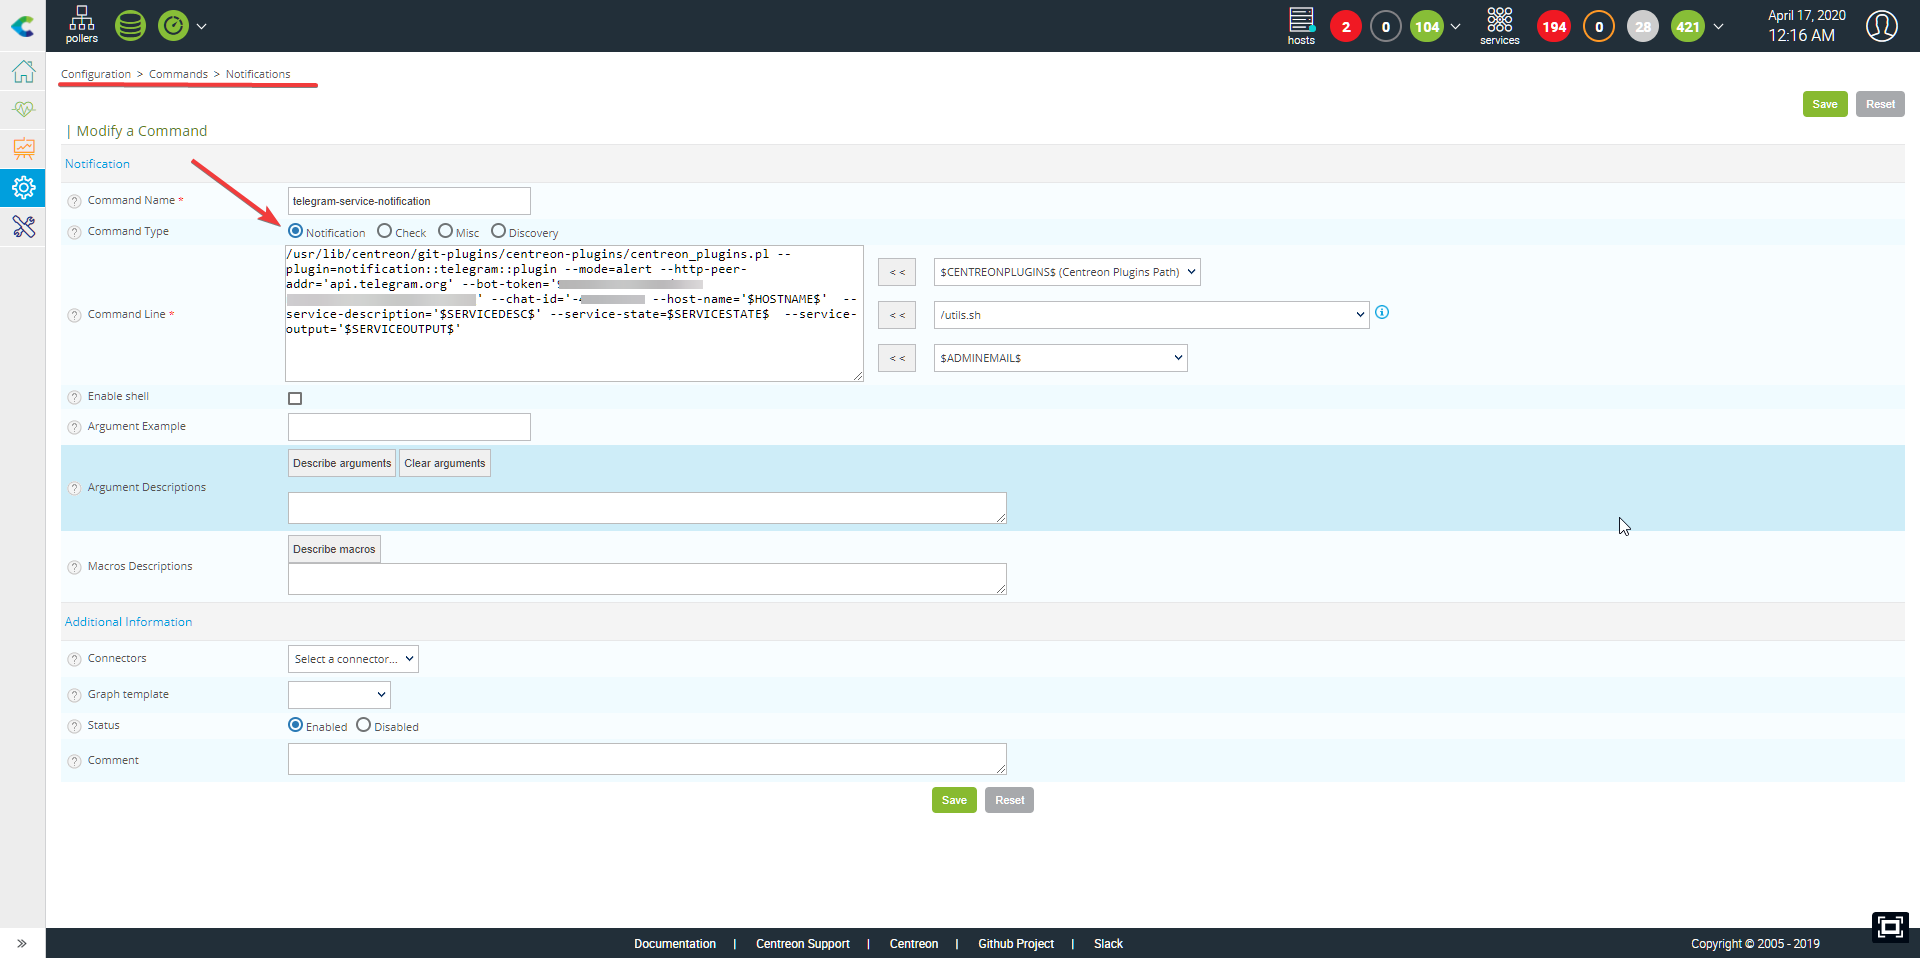 pollers
hosts
2
0
104
services
194
0
28
421
April 17, 2020
12:16 AM
Configuration > Commands > Notifications
Save
Reset
| Modify a Command
Notification
? Command Name *
telegram-service-notification
? Command Type
Notification Check Misc Discovery
? Command Line *
/usr/lib/centreon/git-plugins/centreon-plugins/centreon_plugins.pl --
plugin=notification::telegram::plugin --mode=alert --http-peer-
addr='api.telegram.org' --bot-token='
' --chat-id='- --host-name='$HOSTNAME$' --
service-description='$SERVICEDESC$' --service-state=$SERVICESTATE$ --service-
output='$SERVICEOUTPUT$'
< < $CENTREONPLUGINS$ (Centreon Plugins Path)
< < /utils.sh
i
< < $ADMINEMAIL$
? Enable shell
? Argument Example
? Argument Descriptions
Describe arguments Clear arguments
? Macros Descriptions
Describe macros
Additional Information
? Connectors
Select a connector...
? Graph template
? Status
Enabled Disabled
? Comment
Save
Reset
Documentation | Centreon Support | Centreon | Github Project | Slack
Copyright © 2005 - 2019